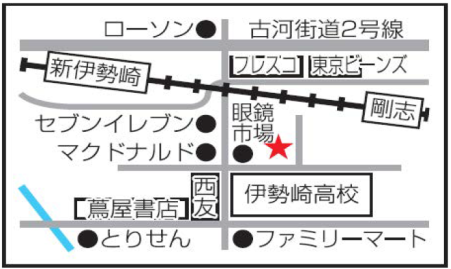 ローソン● 古河街道2号線
新伊勢崎
フレスコ 東京ビーンズ
剛志
セブンイレブン●
眼鏡
市場
マクドナルド●
西友
伊勢崎高校
蔦屋書店
●とりせん
●ファミリーマート